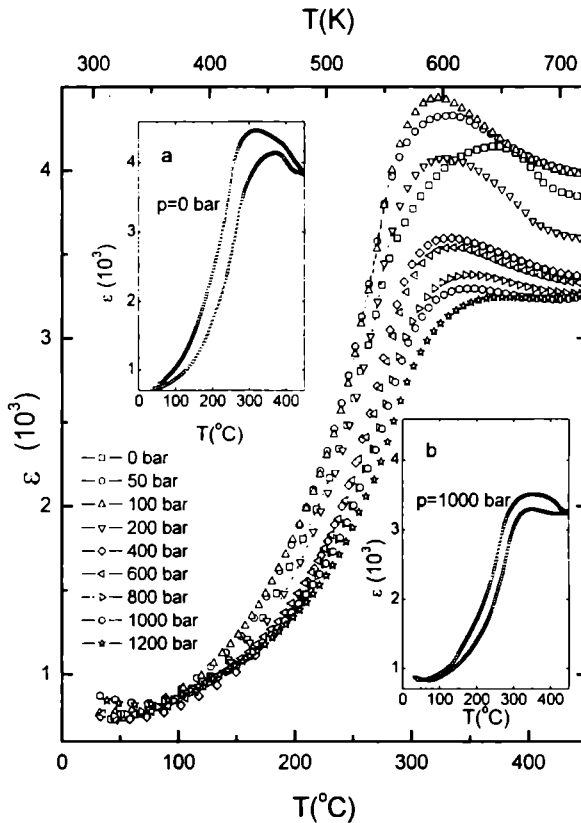 T(K)
300 400 500 600 700
4
3
2
1
ε (10³)
a
p=0 bar
4
3
2
1
ε (10³)
0 100 200 300 400
T(°C)
0 bar
50 bar
100 bar
200 bar
400 bar
600 bar
800 bar
1000 bar
1200 bar
b
p=1000 bar
4
3
2
1
ε (10³)
0 100 200 300 400
T(°C)
0 100 200 300 400
T(°C)